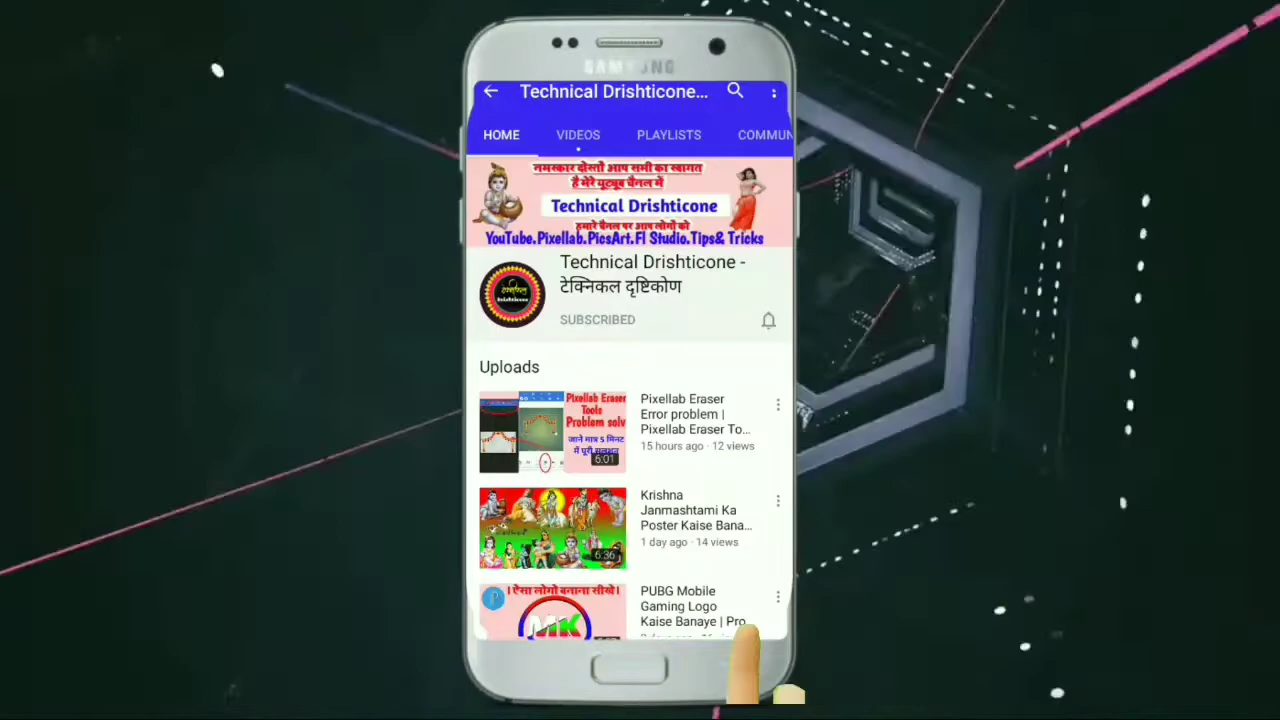 SAMSUNG
Technical Drishticone...
HOME
VIDEOS
PLAYLISTS
COMMUN
नमस्कार दोस्तों आप सभी का स्वागत
है मेरे यूट्यूब चैनल में
Technical Drishticone
हमारे चैनल पर आप लोगों को
YouTube.Pixellab.PicsArt.Fl Studio.Tips& Tricks
Technical Drishticone -
टेक्निकल दृष्टिकोण
SUBSCRIBED
Uploads
Pixellab Eraser
Tools
Problem solv
जाने मात्र 5 मिनट
में पूरी
6:01
Pixellab Eraser
Error problem |
Pixellab Eraser To...
15 hours ago · 12 views
6:36
Krishna
Janmashtami Ka
Poster Kaise Bana...
1 day ago · 14 views
। ऐसा लोगो बनाना सीखे।
MK
PUBG Mobile
Gaming Logo
Kaise Banaye | Pro